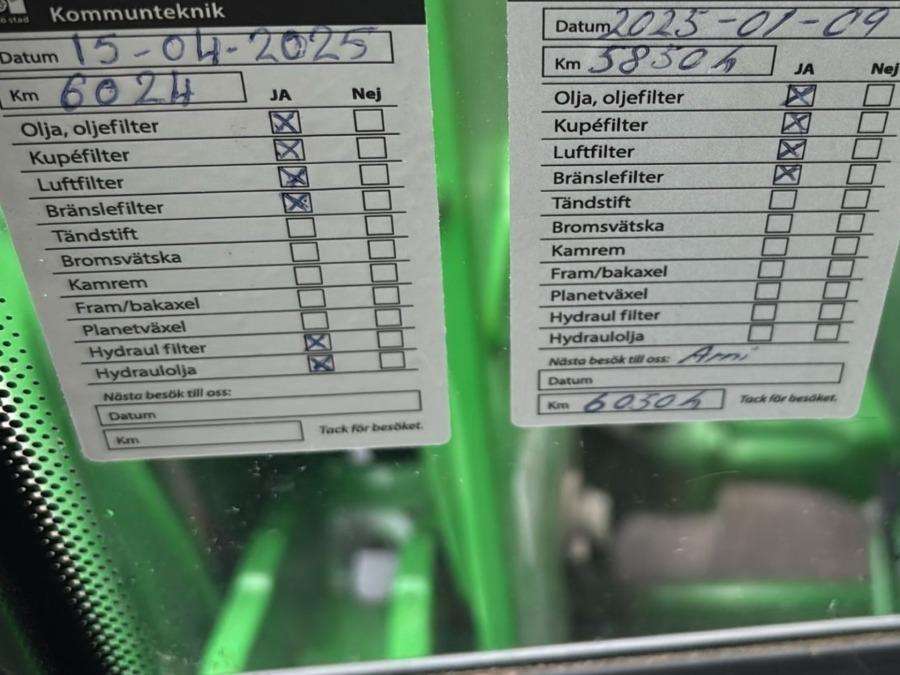 Kommunteknik
Datum 15-04-2025
Km 6024
JA Nej
Olja, oljefilter
Kupéfilter
Luftfilter
Bränslefilter
Tändstift
Bromsvätska
Kamrem
Fram/bakaxel
Planetväxel
Hydraul filter
Hydraulolja
Nästa besök till oss:
Datum
Km
Tack för besöket.
Datum 2025-01-09
Km 5850h
JA Nej
Olja, oljefilter
Kupéfilter
Luftfilter
Bränslefilter
Tändstift
Bromsvätska
Kamrem
Fram/bakaxel
Planetväxel
Hydraul filter
Hydraulolja
Nästa besök till oss:
Datum
Km 6050h
Tack för besöket.